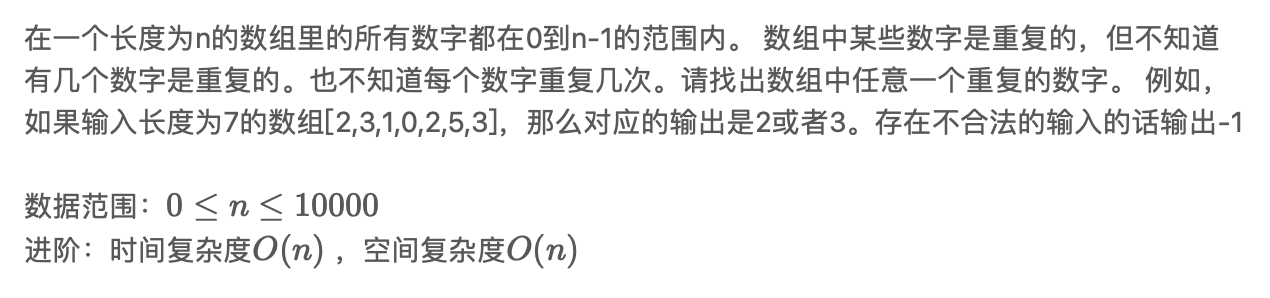 在一个长度为n的数组里的所有数字都在0到n-1的范围内。 数组中某些数字是重复的，但不知道
有几个数字是重复的。也不知道每个数字重复几次。请找出数组中任意一个重复的数字。 例如，
如果输入长度为7的数组[2,3,1,0,2,5,3]，那么对应的输出是2或者3。存在不合法的输入的话输出-1
数据范围：0 ≤ n ≤ 10000
进阶：时间复杂度O(n) ，空间复杂度O(n)